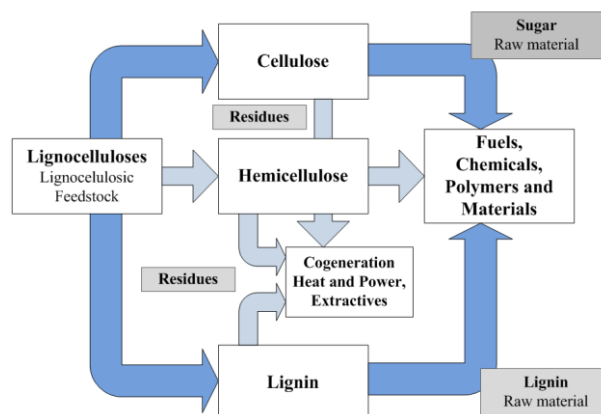 Sugar
Raw material
Cellulose
Residues
Lignocelluloses
Lignocelulosic
Feedstock
Hemicellulose
Fuels,
Chemicals,
Polymers and
Materials
Cogeneration
Heat and Power,
Extractives
Residues
Lignin
Lignin
Raw material